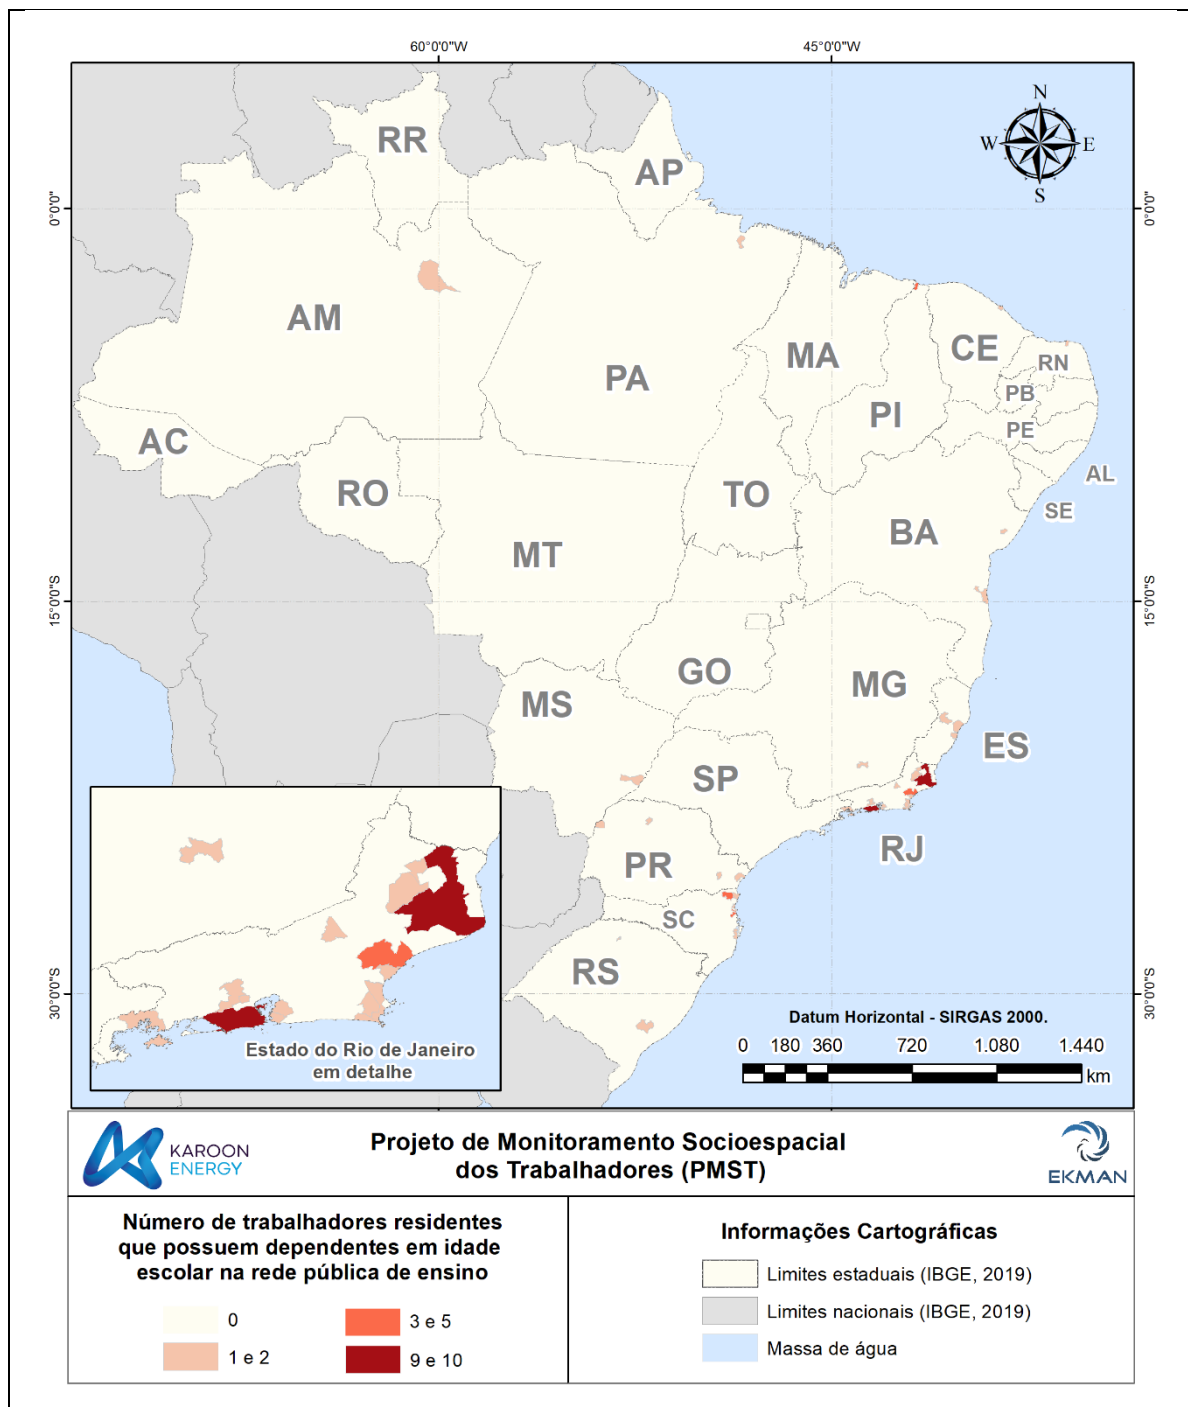 60°0'0"W
45°0'0"W
N
W
E
S
0°0'0"
0°0'0"
15°0'0"S
15°0'0"S
30°0'0"S
30°0'0"S
RR
AP
AM
PA
MA
CE
RN
PB
PE
PI
AC
RO
TO
AL
SE
BA
MT
GO
MG
MS
ES
SP
RJ
PR
SC
RS
Estado do Rio de Janeiro
em detalhe
Datum Horizontal - SIRGAS 2000.
0 180 360 720 1.080 1.440
km
KAROON
ENERGY
Projeto de Monitoramento Socioespacial
dos Trabalhadores (PMST)
EKMAN
Número de trabalhadores residentes
que possuem dependentes em idade
escolar na rede pública de ensino
0
3 e 5
1 e 2
9 e 10
Informações Cartográficas
Limites estaduais (IBGE, 2019)
Limites nacionais (IBGE, 2019)
Massa de água